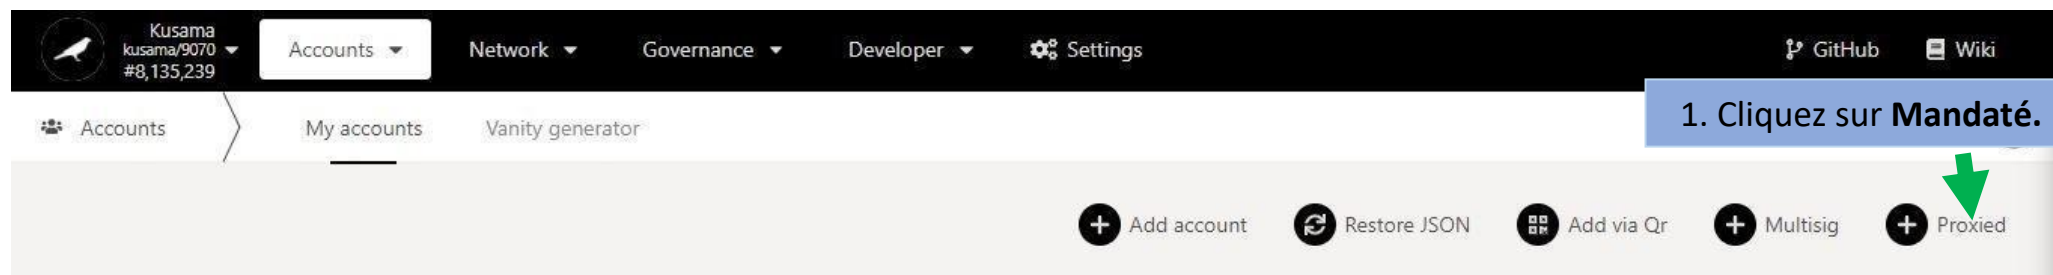 Kusama
kusama/9070
#8,135,239
Accounts
Network
Governance
Developer
Settings
GitHub
Wiki
Accounts
My accounts
Vanity generator
1. Cliquez sur Mandaté.
Add account
Restore JSON
Add via Qr
Multisig
Proxied